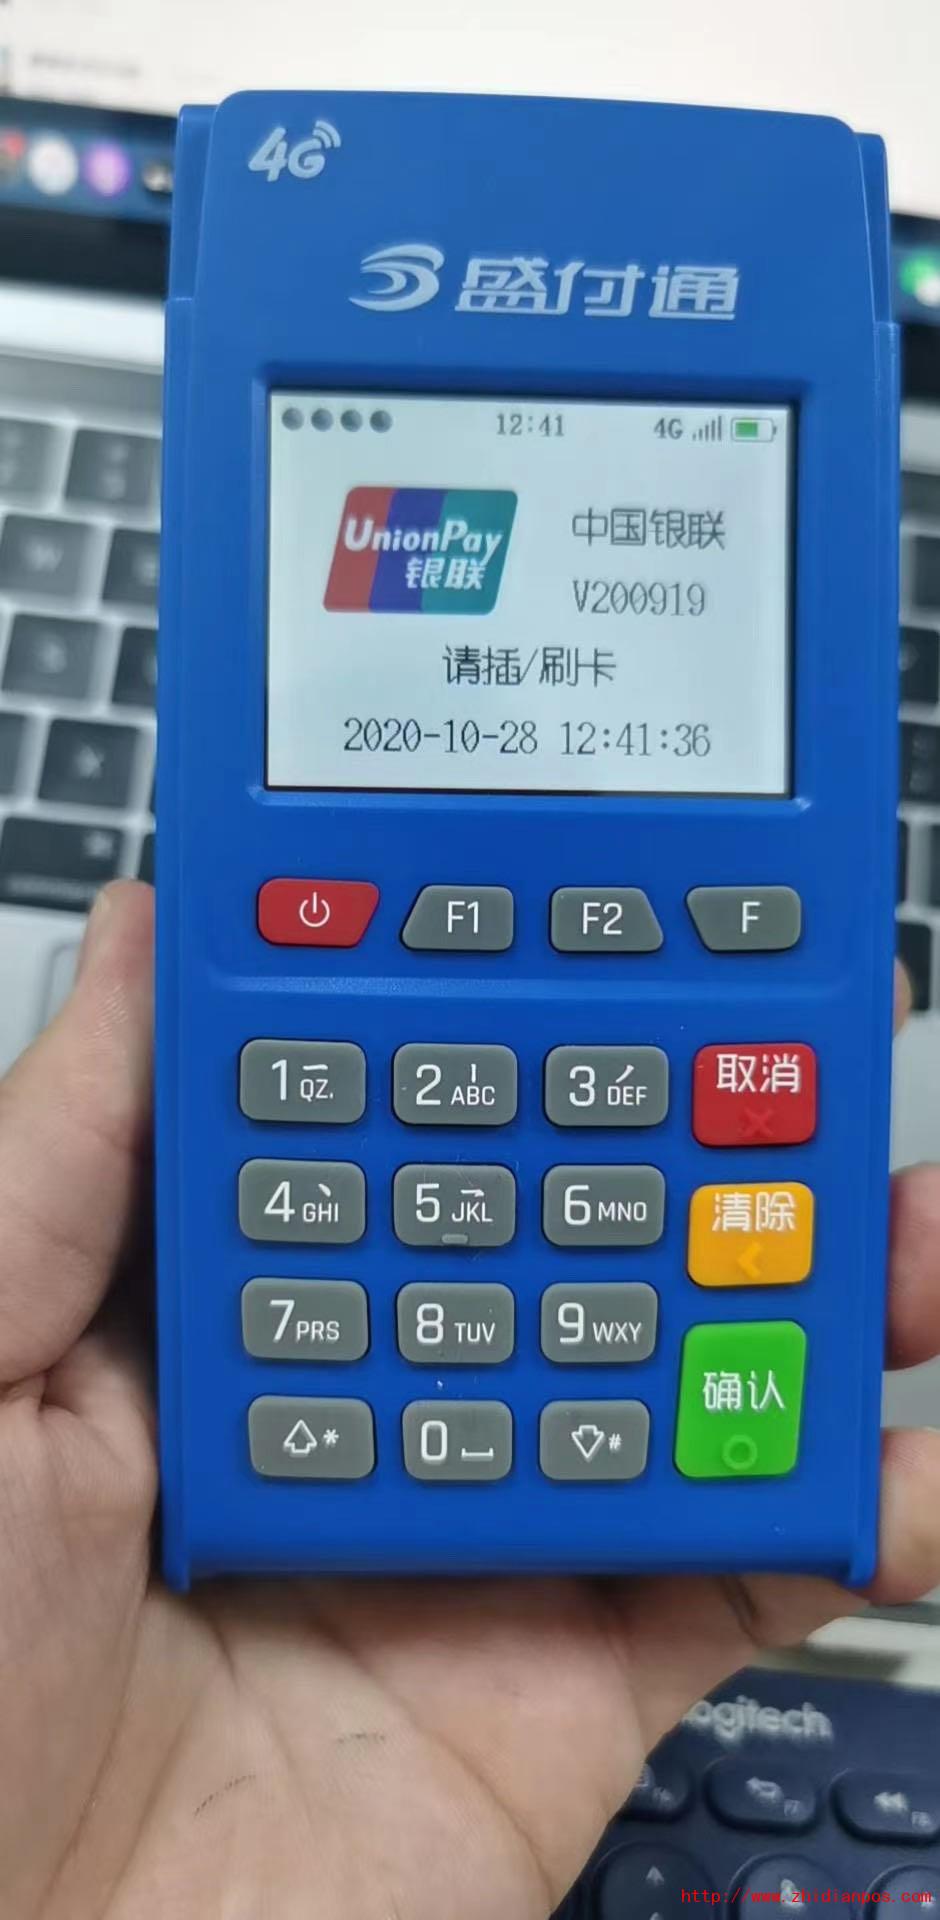 4G
盛付通
12:41 4G
UnionPay
银联
中国银联
V200919
请插/刷卡
2020-10-28 12:41:36
F1 F2 F
1 QZ. 2 ABC 3 DEF 取消
4 GHI 5 JKL 6 MNO 清除
7 PRS 8 TUV 9 WXY
* 0 # 确认
logitech
http://www.zhidianpos.com